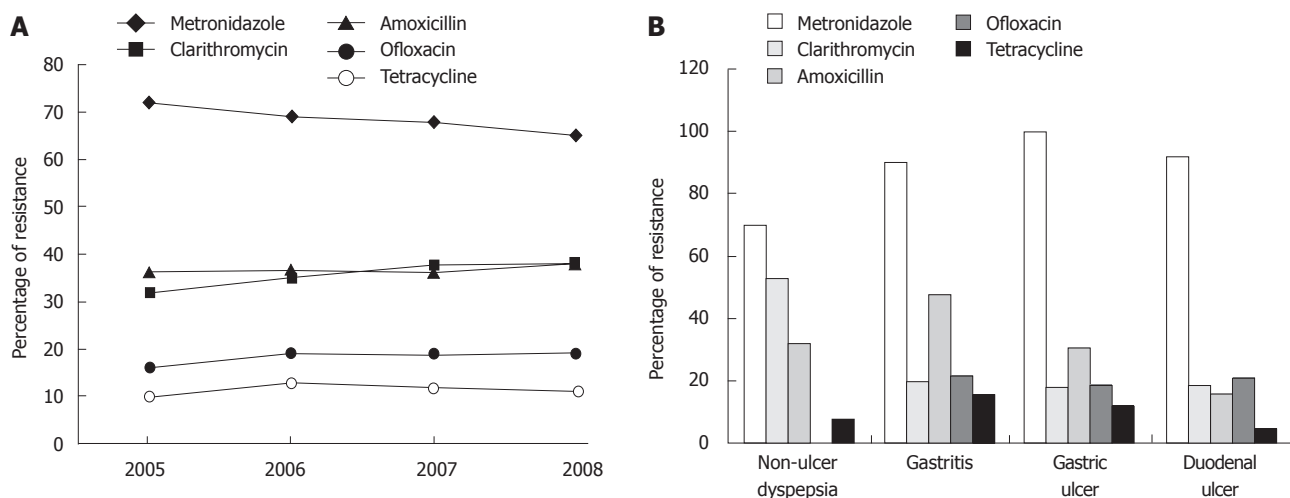 A
Metronidazole
Clarithromycin
Amoxicillin
Ofloxacin
Tetracycline
Percentage of resistance
80
70
60
50
40
30
20
10
0
2005 2006 2007 2008
B
Metronidazole
Clarithromycin
Amoxicillin
Ofloxacin
Tetracycline
Percentage of resistance
120
100
80
60
40
20
0
Non-ulcer
dyspepsia
Gastritis
Gastric
ulcer
Duodenal
ulcer